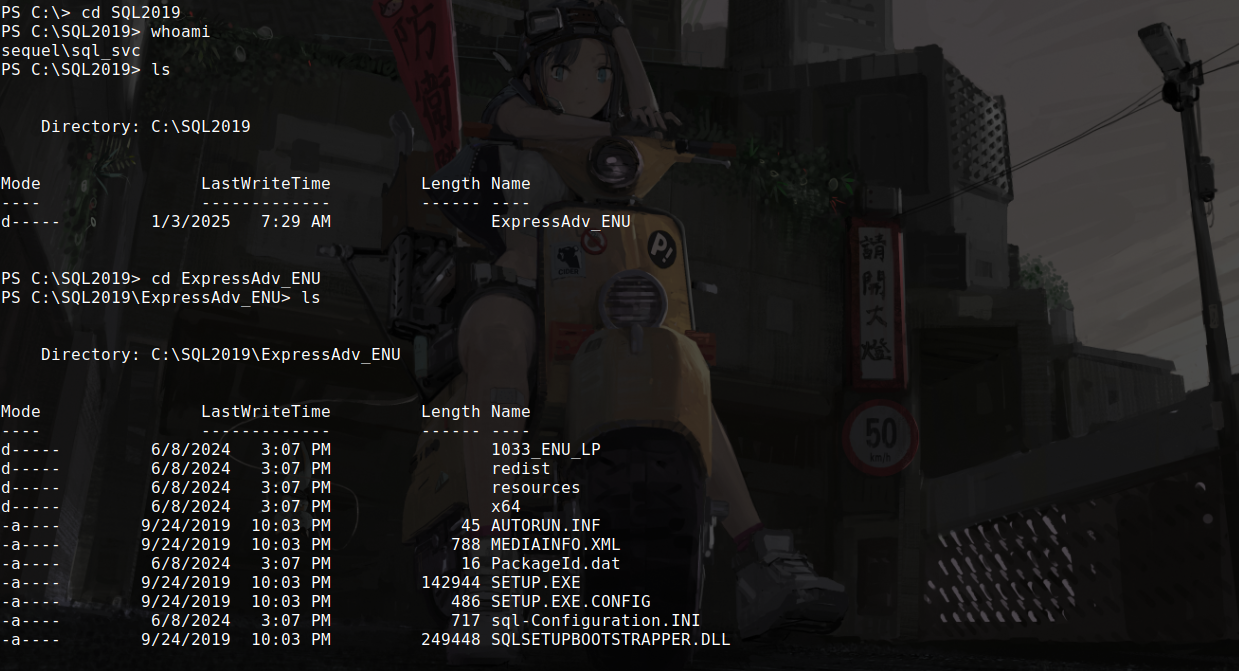 PS C:\> cd SQL2019
PS C:\SQL2019> whoami
sequel\sql_svc
PS C:\SQL2019> ls
Directory: C:\SQL2019
Mode LastWriteTime Length Name
---- ------------- ------ ----
d----- 1/3/2025 7:29 AM ExpressAdv_ENU
PS C:\SQL2019> cd ExpressAdv_ENU
PS C:\SQL2019\ExpressAdv_ENU> ls
Directory: C:\SQL2019\ExpressAdv_ENU
Mode LastWriteTime Length Name
---- ------------- ------ ----
d----- 6/8/2024 3:07 PM 1033_ENU_LP
d----- 6/8/2024 3:07 PM redist
d----- 6/8/2024 3:07 PM resources
d----- 6/8/2024 3:07 PM x64
-a---- 9/24/2019 10:03 PM 45 AUTORUN.INF
-a---- 9/24/2019 10:03 PM 788 MEDIAINFO.XML
-a---- 6/8/2024 3:07 PM 16 PackageId.dat
-a---- 9/24/2019 10:03 PM 142944 SETUP.EXE
-a---- 9/24/2019 10:03 PM 486 SETUP.EXE.CONFIG
-a---- 6/8/2024 3:07 PM 717 sql-Configuration.INI
-a---- 9/24/2019 10:03 PM 249448 SQLSETUPBOOTSTRAPPER.DLL
防衛
P!
請開大燈
50
km/h